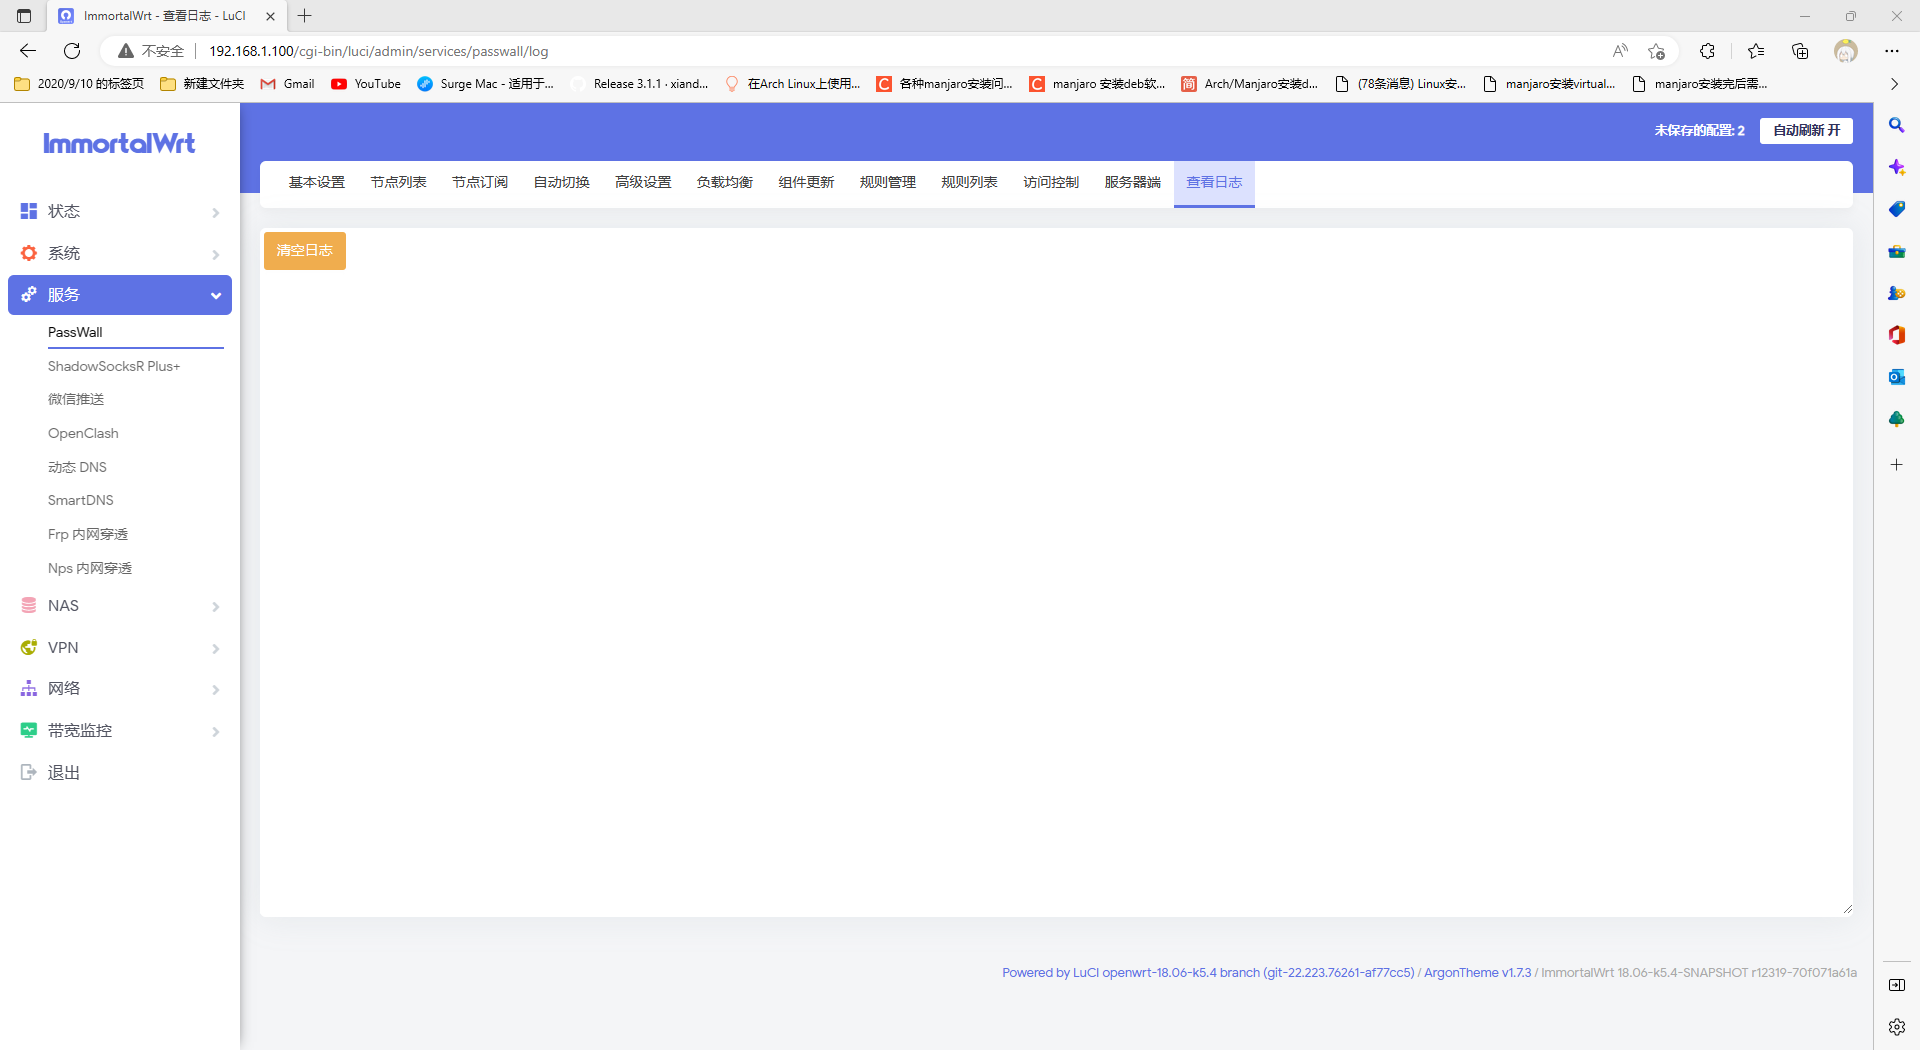 ImmortalWrt - 查看日志 - LuCI
不安全 192.168.1.100/cgi-bin/luci/admin/services/passwall/log
2020/9/10 的标签页 新建文件夹 Gmail YouTube Surge Mac - 适用于... Release 3.1.1 · xiand... 在Arch Linux上使用... 各种manjaro安装问... manjaro 安装deb软... Arch/Manjaro安装d... (78条消息) Linux安... manjaro安装virtual... manjaro安装完后需...
ImmortalWrt
未保存的配置: 2 自动刷新 开
基本设置 节点列表 节点订阅 自动切换 高级设置 负载均衡 组件更新 规则管理 规则列表 访问控制 服务器端 查看日志
清空日志
状态
系统
服务
PassWall
ShadowSocksR Plus+
微信推送
OpenClash
动态 DNS
SmartDNS
Frp 内网穿透
Nps 内网穿透
NAS
VPN
网络
带宽监控
退出
Powered by LuCI openwrt-18.06-k5.4 branch (git-22.223.76261-af77cc5) / ArgonTheme v1.7.3 / ImmortalWrt 18.06-k5.4-SNAPSHOT r12319-70f071a61a